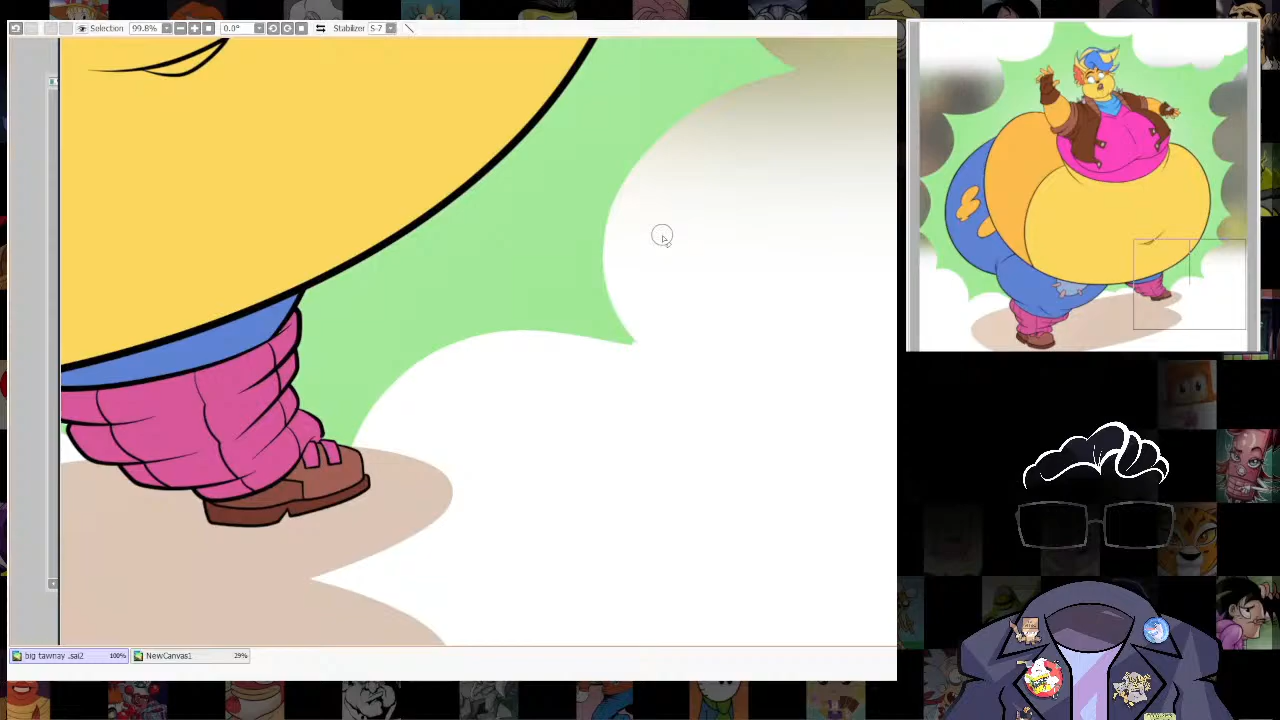 Selection 99.8% 0.0° Stabilizer S-7
big tawnay .sai2 100% NewCanvas1 29%